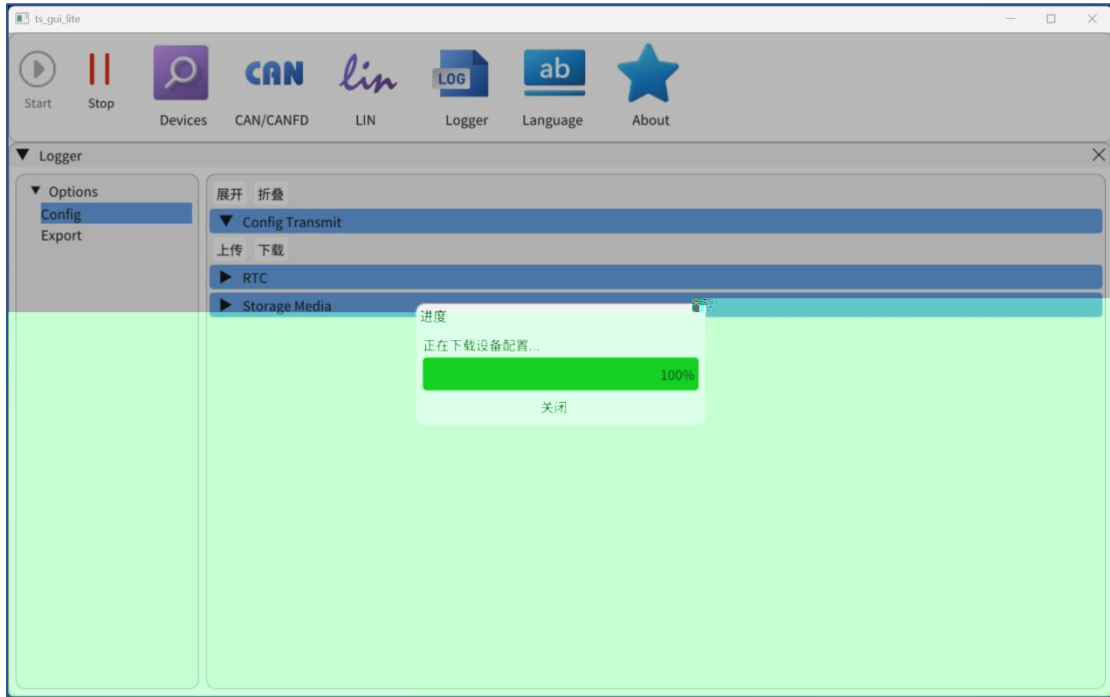 ts_gui_lite
CAN lin LOG ab
Start Stop Devices CAN/CANFD LIN Logger Language About
Logger
Options
Config
Export
展开 折叠
Config Transmit
上传 下载
RTC
Storage Media
进度
正在下载设备配置...
100%
关闭